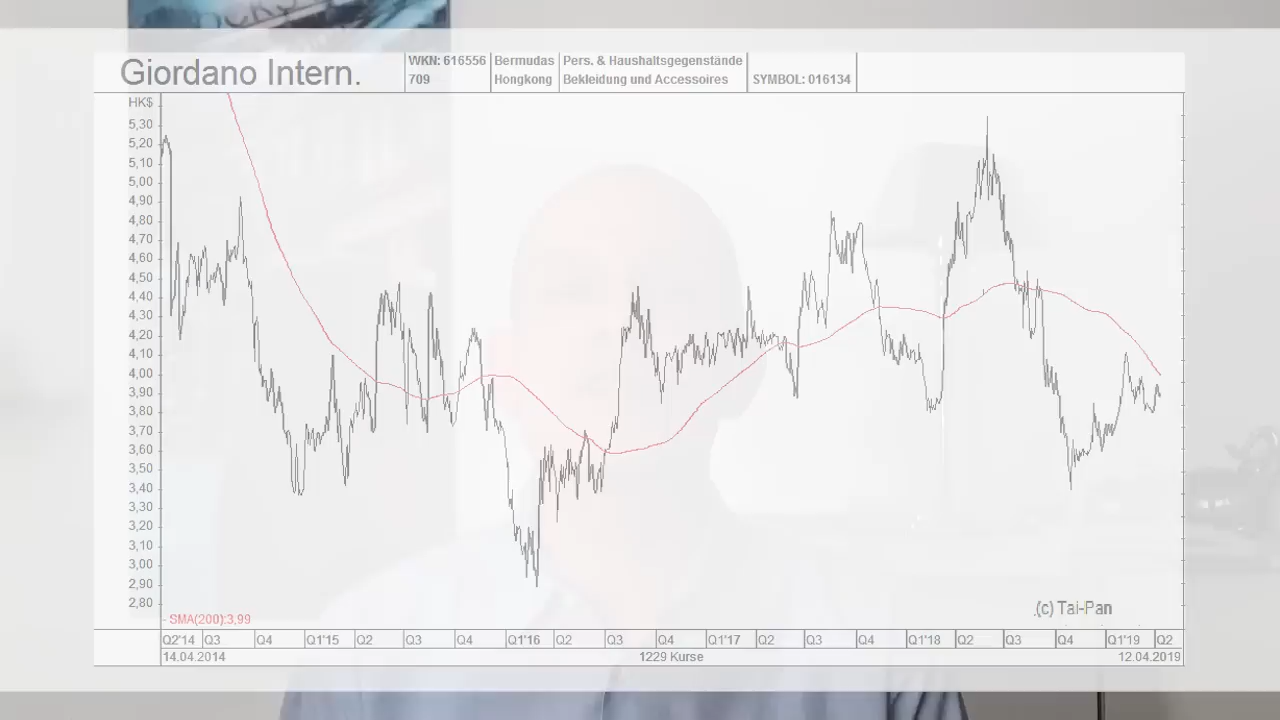 OCKS
Giordano Intern.
WKN: 616556
709
Bermudas
Hongkong
Pers. & Haushaltsgegenstände
Bekleidung und Accessoires
SYMBOL: 016134
HK$
5,30
5,20
5,10
5,00
4,90
4,80
4,70
4,60
4,50
4,40
4,30
4,20
4,10
4,00
3,90
3,80
3,70
3,60
3,50
3,40
3,30
3,20
3,10
3,00
2,90
2,80
SMA(200):3,99
(c) Tai-Pan
Q2'14 Q3 Q4 Q1'15 Q2 Q3 Q4 Q1'16 Q2 Q3 Q4 Q1'17 Q2 Q3 Q4 Q1'18 Q2 Q3 Q4 Q1'19 Q2
14.04.2014 1229 Kurse 12.04.2019